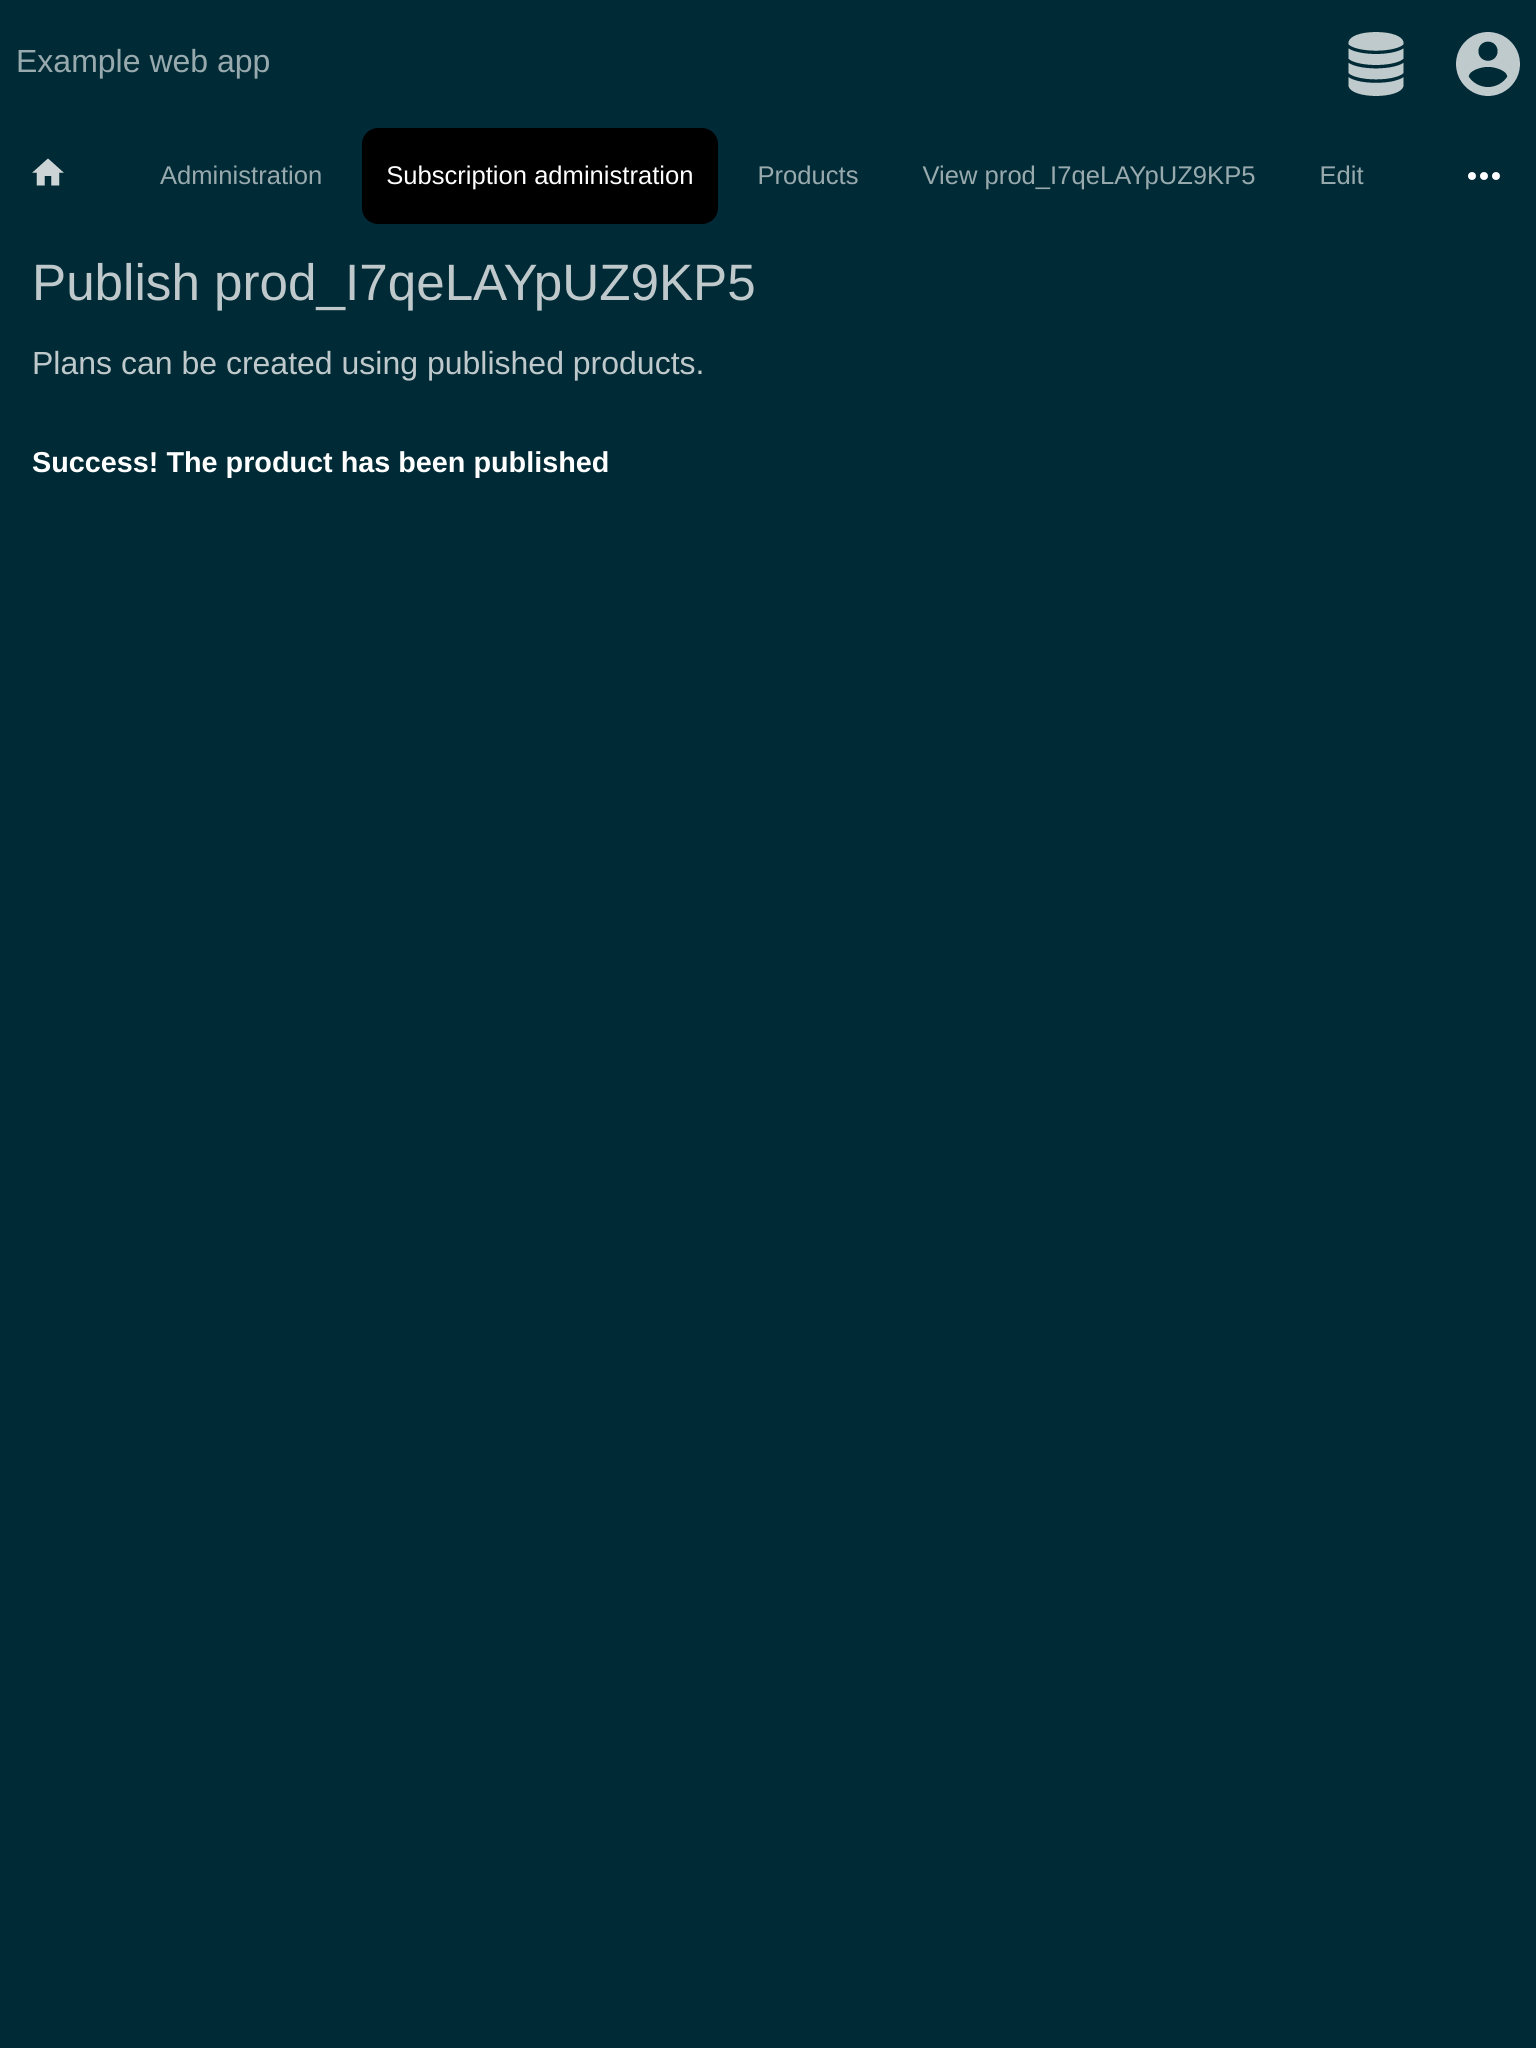 Example web app
Administration
Subscription administration
Products
View prod_I7qeLAYpUZ9KP5
Edit
Publish prod_I7qeLAYpUZ9KP5
Plans can be created using published products.
Success! The product has been published